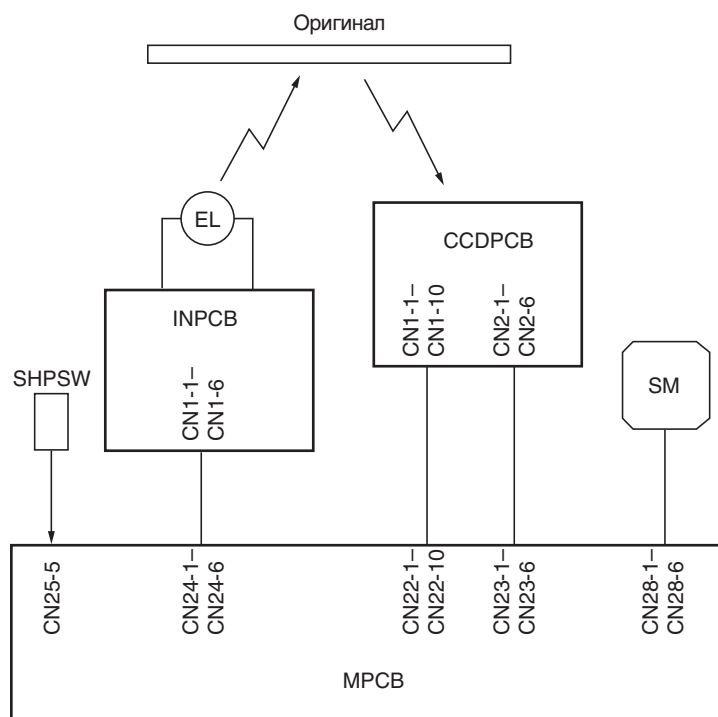 Оригинал
EL
CCDPCB
CN1-1–
CN1-10
CN2-1–
CN2-6
INPCB
CN1-1–
CN1-6
SHPSW
SM
CN25-5
CN24-1–
CN24-6
CN22-1–
CN22-10
CN23-1–
CN23-6
CN28-1–
CN28-6
MPCB